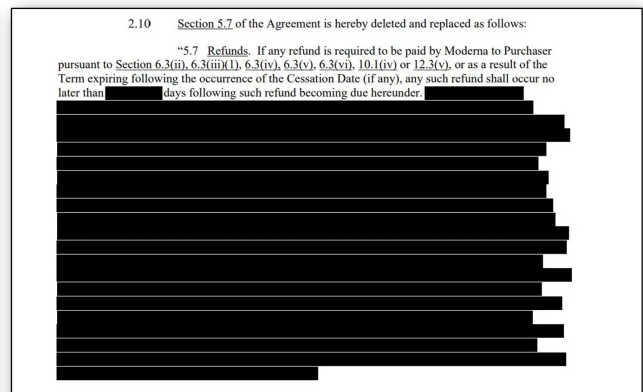 2.10 Section 5.7 of the Agreement is hereby deleted and replaced as follows:
“5.7 Refunds. If any refund is required to be paid by Moderna to Purchaser
pursuant to Section 6.3(ii), 6.3(iii)(1), 6.3(iv), 6.3(v), 6.3(vi), 10.1(iv) or 12.3(v), or as a result of the
Term expiring following the occurrence of the Cessation Date (if any), any such refund shall occur no
later than days following such refund becoming due hereunder.